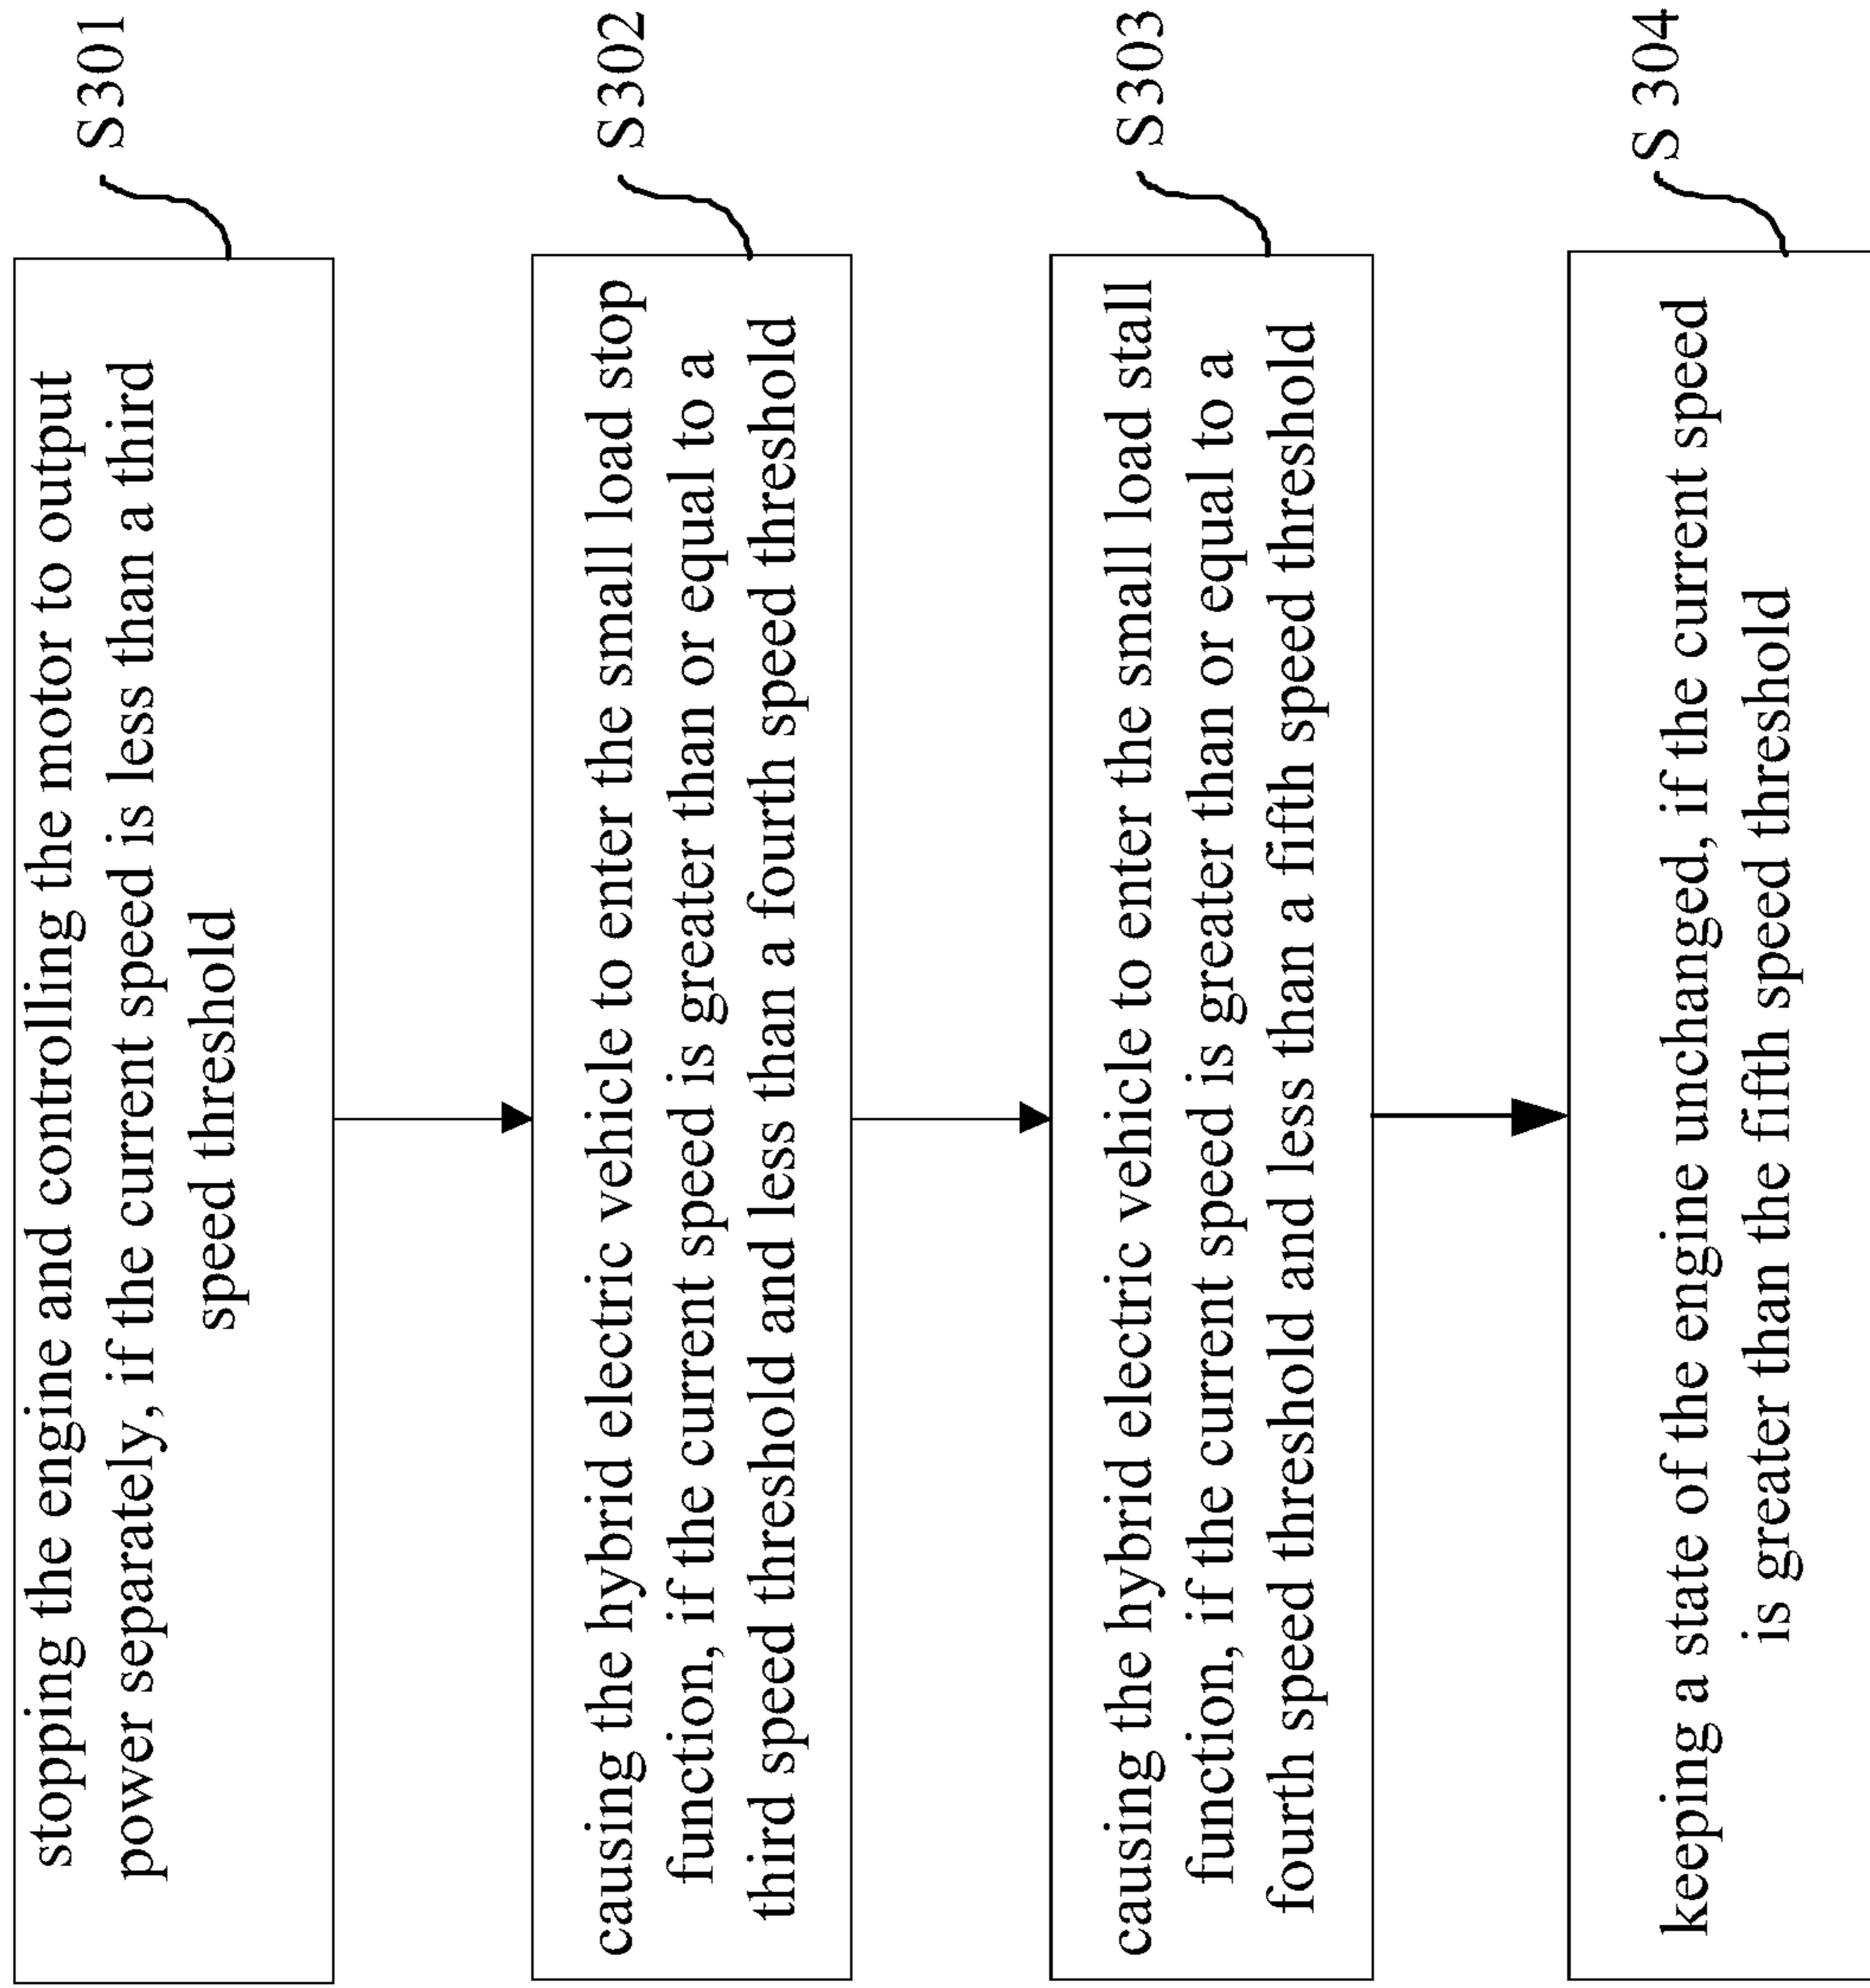 stopping the engine and controlling the motor to output
power separately, if the current speed is less than a third
speed threshold
S301
causing the hybrid electric vehicle to enter the small load stop
function, if the current speed is greater than or equal to a
third speed threshold and less than a fourth speed threshold
S302
causing the hybrid electric vehicle to enter the small load stall
function, if the current speed is greater than or equal to a
fourth speed threshold and less than a fifth speed threshold
S303
keeping a state of the engine unchanged, if the current speed
is greater than the fifth speed threshold
S 304